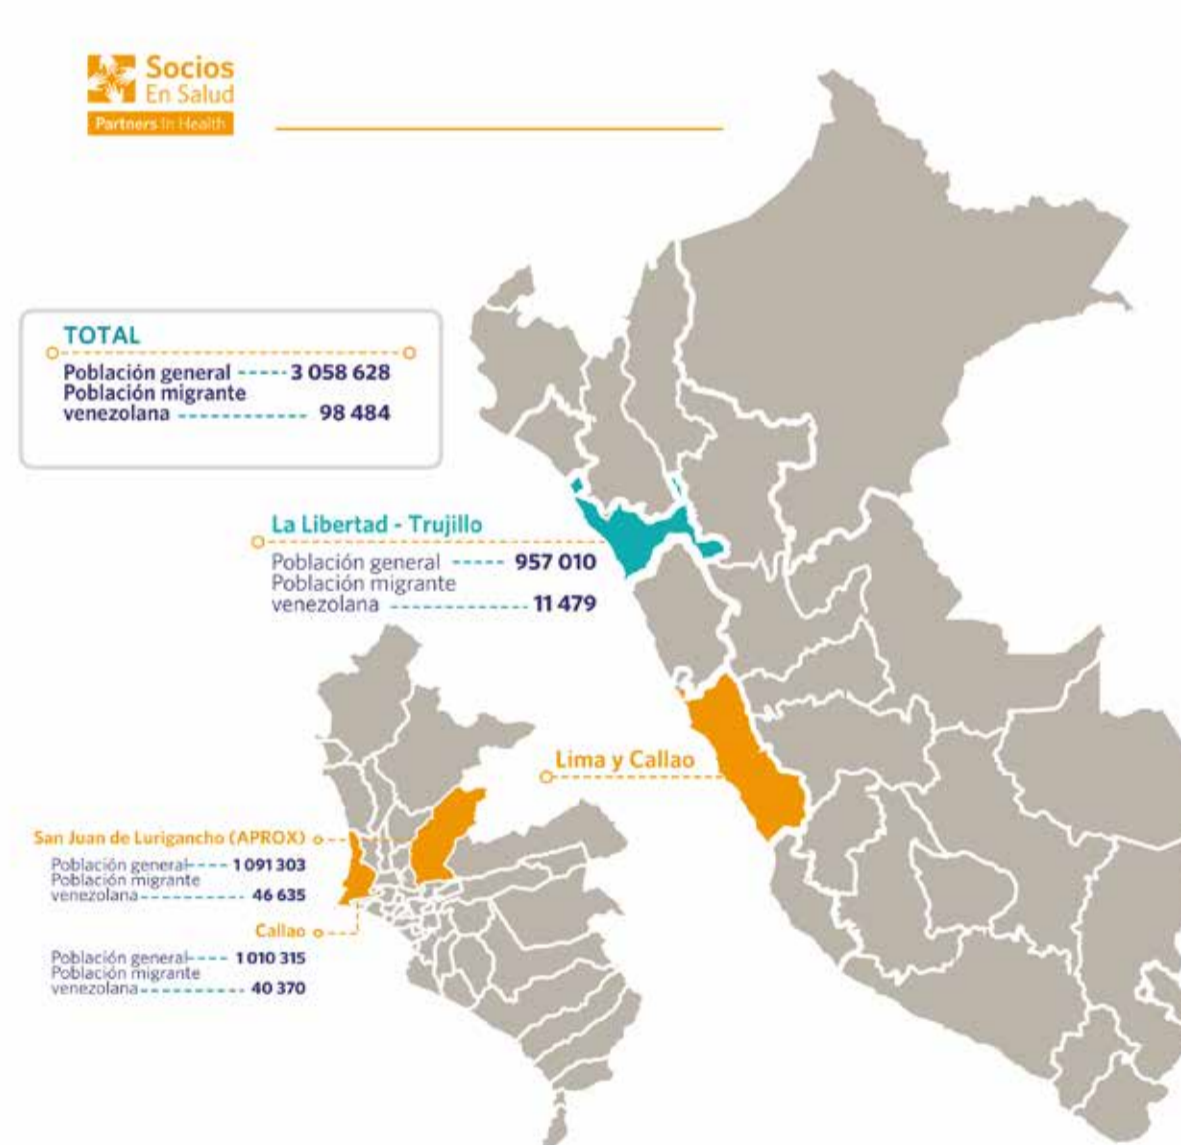 Socios
En Salud
Partners In Health
TOTAL
Población general 3 058 628
Población migrante
venezolana 98 484
La Libertad - Trujillo
Población general 957 010
Población migrante
venezolana 11 479
Lima y Callao
San Juan de Lurigancho (APROX)
Población general 1 091 303
Población migrante
venezolana 46 635
Callao
Población general 1 010 315
Población migrante
venezolana 40 370